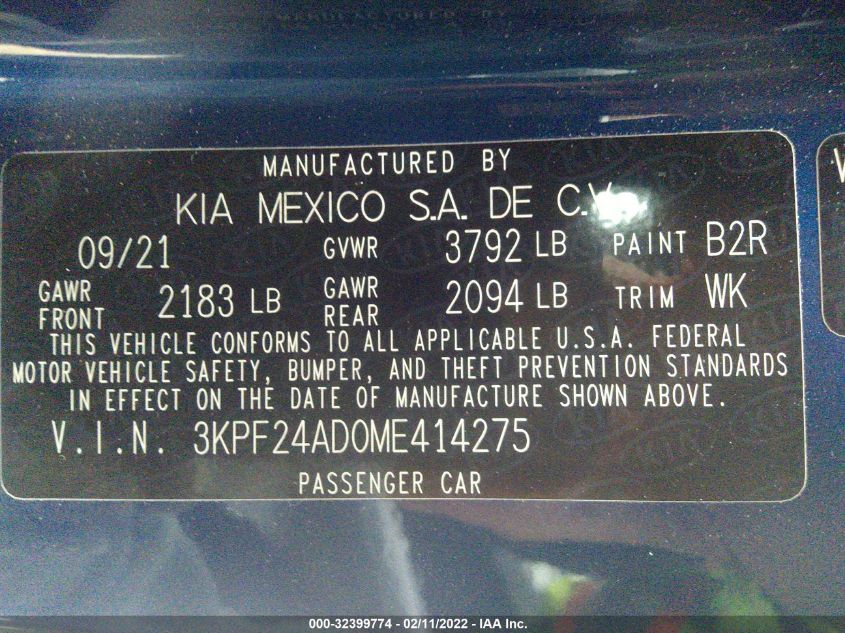 MANUFACTURED BY
KIA MEXICO S.A. DE C.V.
09/21 GVWR 3792 LB PAINT B2R
GAWR FRONT 2183 LB GAWR REAR 2094 LB TRIM WK
THIS VEHICLE CONFORMS TO ALL APPLICABLE U.S.A. FEDERAL
MOTOR VEHICLE SAFETY, BUMPER, AND THEFT PREVENTION STANDARDS
IN EFFECT ON THE DATE OF MANUFACTURE SHOWN ABOVE.
V.I.N. 3KPF24AD0ME414275
PASSENGER CAR
000-32399774 - 02/11/2022 - IAA Inc.